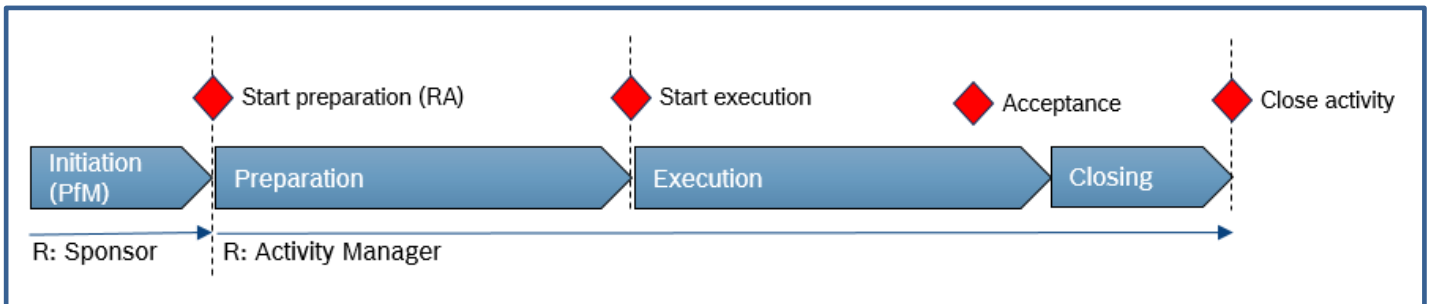 Start preparation (RA)
Start execution
Acceptance
Close activity
Initiation
(PfM)
Preparation
Execution
Closing
R: Sponsor
R: Activity Manager